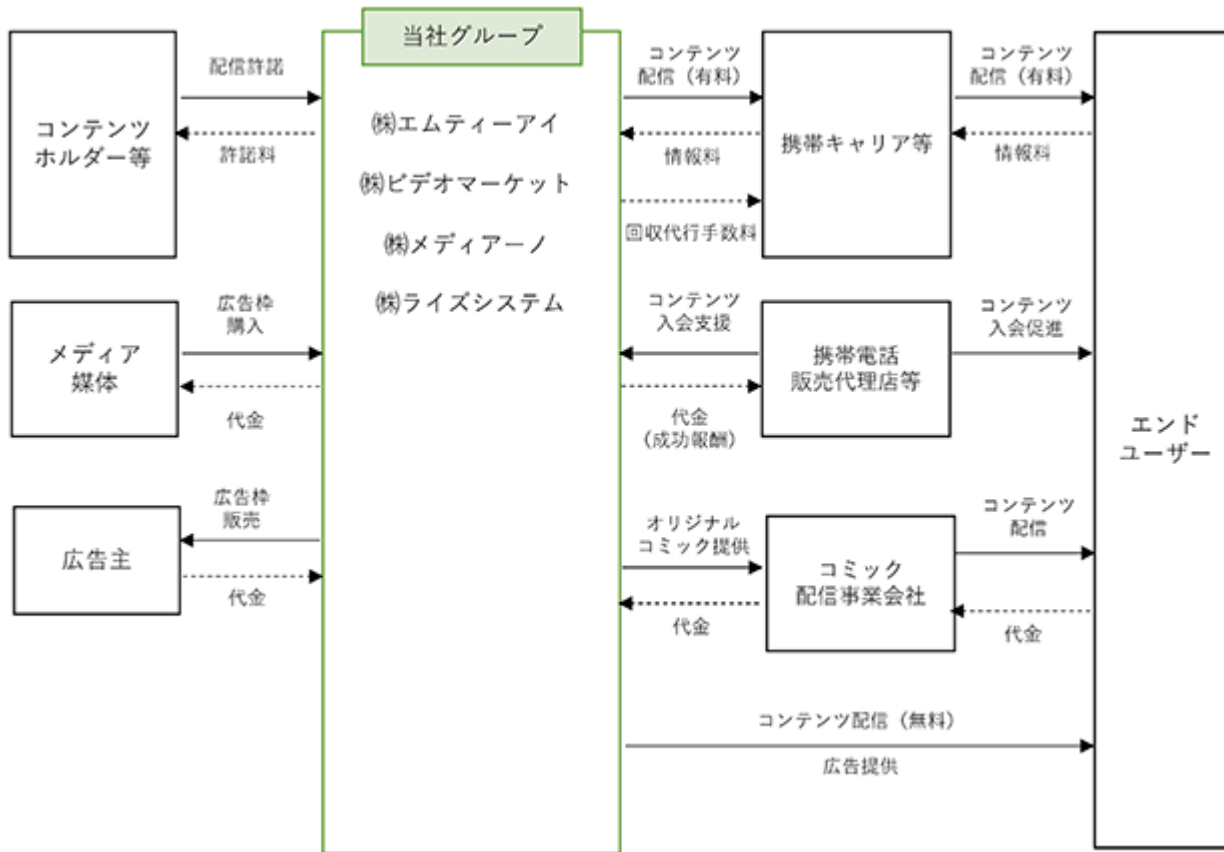 当社グループ
㈱エムティーアイ
㈱ビデオマーケット
㈱メディアーノ
㈱ライズシステム
コンテンツ
ホルダー等
配信許諾
許諾料
メディア
媒体
広告枠
購入
代金
広告主
広告枠
販売
代金
コンテンツ
配信（有料）
情報料
回収代行手数料
携帯キャリア等
コンテンツ
配信（有料）
情報料
コンテンツ
入会支援
代金
（成功報酬）
携帯電話
販売代理店等
コンテンツ
入会促進
オリジナル
コミック提供
代金
コミック
配信事業会社
コンテンツ
配信
代金
コンテンツ配信（無料）
広告提供
エンド
ユーザー